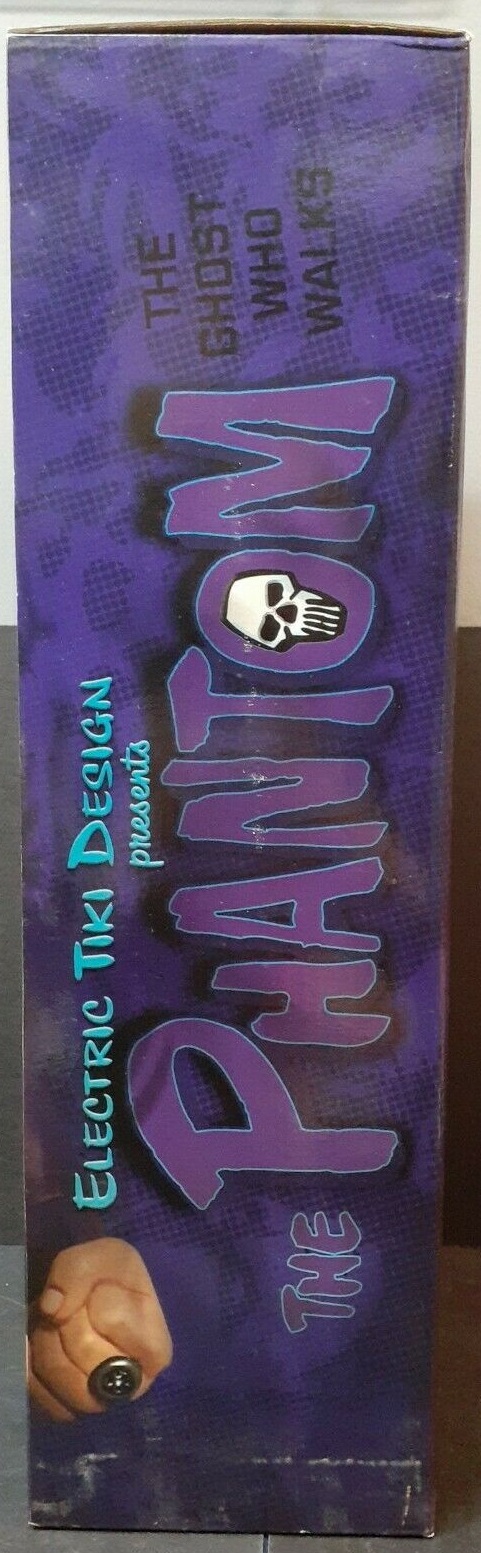 ELECTRIC TIKI DESIGN
presents
THE PHANTOM
THE
GHOST
WHO
WALKS